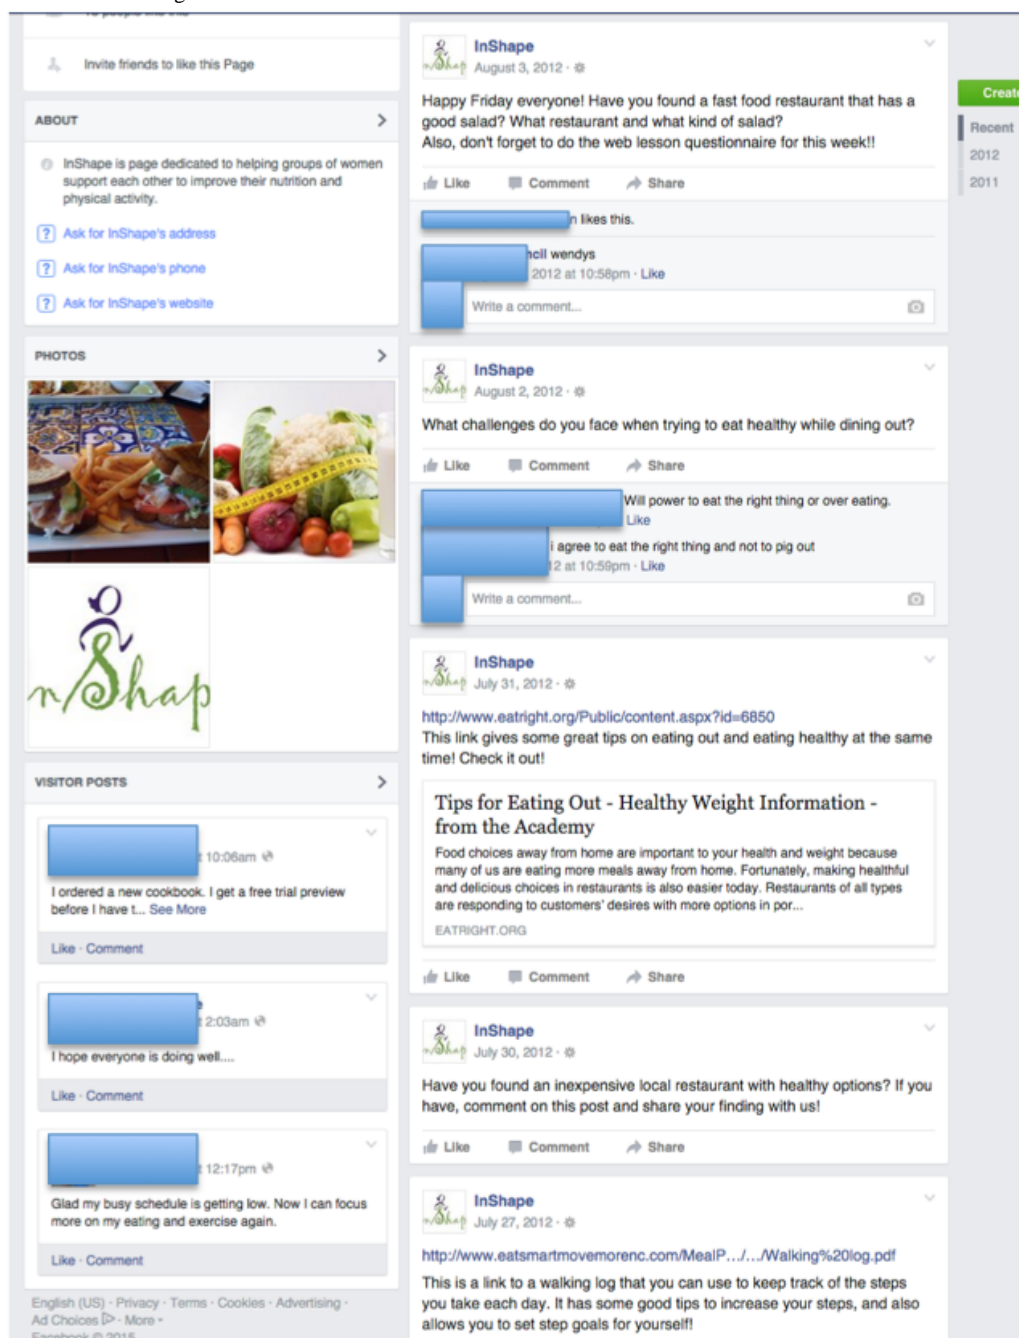 Invite friends to like this Page
ABOUT
InShape is page dedicated to helping groups of women
support each other to improve their nutrition and
physical activity.
? Ask for InShape's address
? Ask for InShape's phone
? Ask for InShape's website
PHOTOS
n/Shap
VISITOR POSTS
10:06am
I ordered a new cookbook. I get a free trial preview
before I have t... See More
Like · Comment
2:03am
I hope everyone is doing well....
Like · Comment
12:17pm
Glad my busy schedule is getting low. Now I can focus
more on my eating and exercise again.
Like · Comment
English (US) · Privacy · Terms · Cookies · Advertising ·
Ad Choices · More
Facebook © 2015
InShape
August 3, 2012 ·
Happy Friday everyone! Have you found a fast food restaurant that has a
good salad? What restaurant and what kind of salad?
Also, don't forget to do the web lesson questionnaire for this week!!
Like Comment Share
n likes this.
ncil wendys
2012 at 10:58pm · Like
Write a comment...
InShape
August 2, 2012 ·
What challenges do you face when trying to eat healthy while dining out?
Like Comment Share
Will power to eat the right thing or over eating.
Like
i agree to eat the right thing and not to pig out
12 at 10:59pm · Like
Write a comment...
InShape
July 31, 2012 ·
http://www.eatright.org/Public/content.aspx?id=6850
This link gives some great tips on eating out and eating healthy at the same
time! Check it out!
Tips for Eating Out - Healthy Weight Information -
from the Academy
Food choices away from home are important to your health and weight because
many of us are eating more meals away from home. Fortunately, making healthful
and delicious choices in restaurants is also easier today. Restaurants of all types
are responding to customers' desires with more options in por...
EATRIGHT.ORG
Like Comment Share
InShape
July 30, 2012 ·
Have you found an inexpensive local restaurant with healthy options? If you
have, comment on this post and share your finding with us!
Like Comment Share
InShape
July 27, 2012 ·
http://www.eatsmartmovemorenc.com/MealP.../.../Walking%20log.pdf
This is a link to a walking log that you can use to keep track of the steps
you take each day. It has some good tips to increase your steps, and also
allows you to set step goals for yourself!
Create
Recent
2012
2011